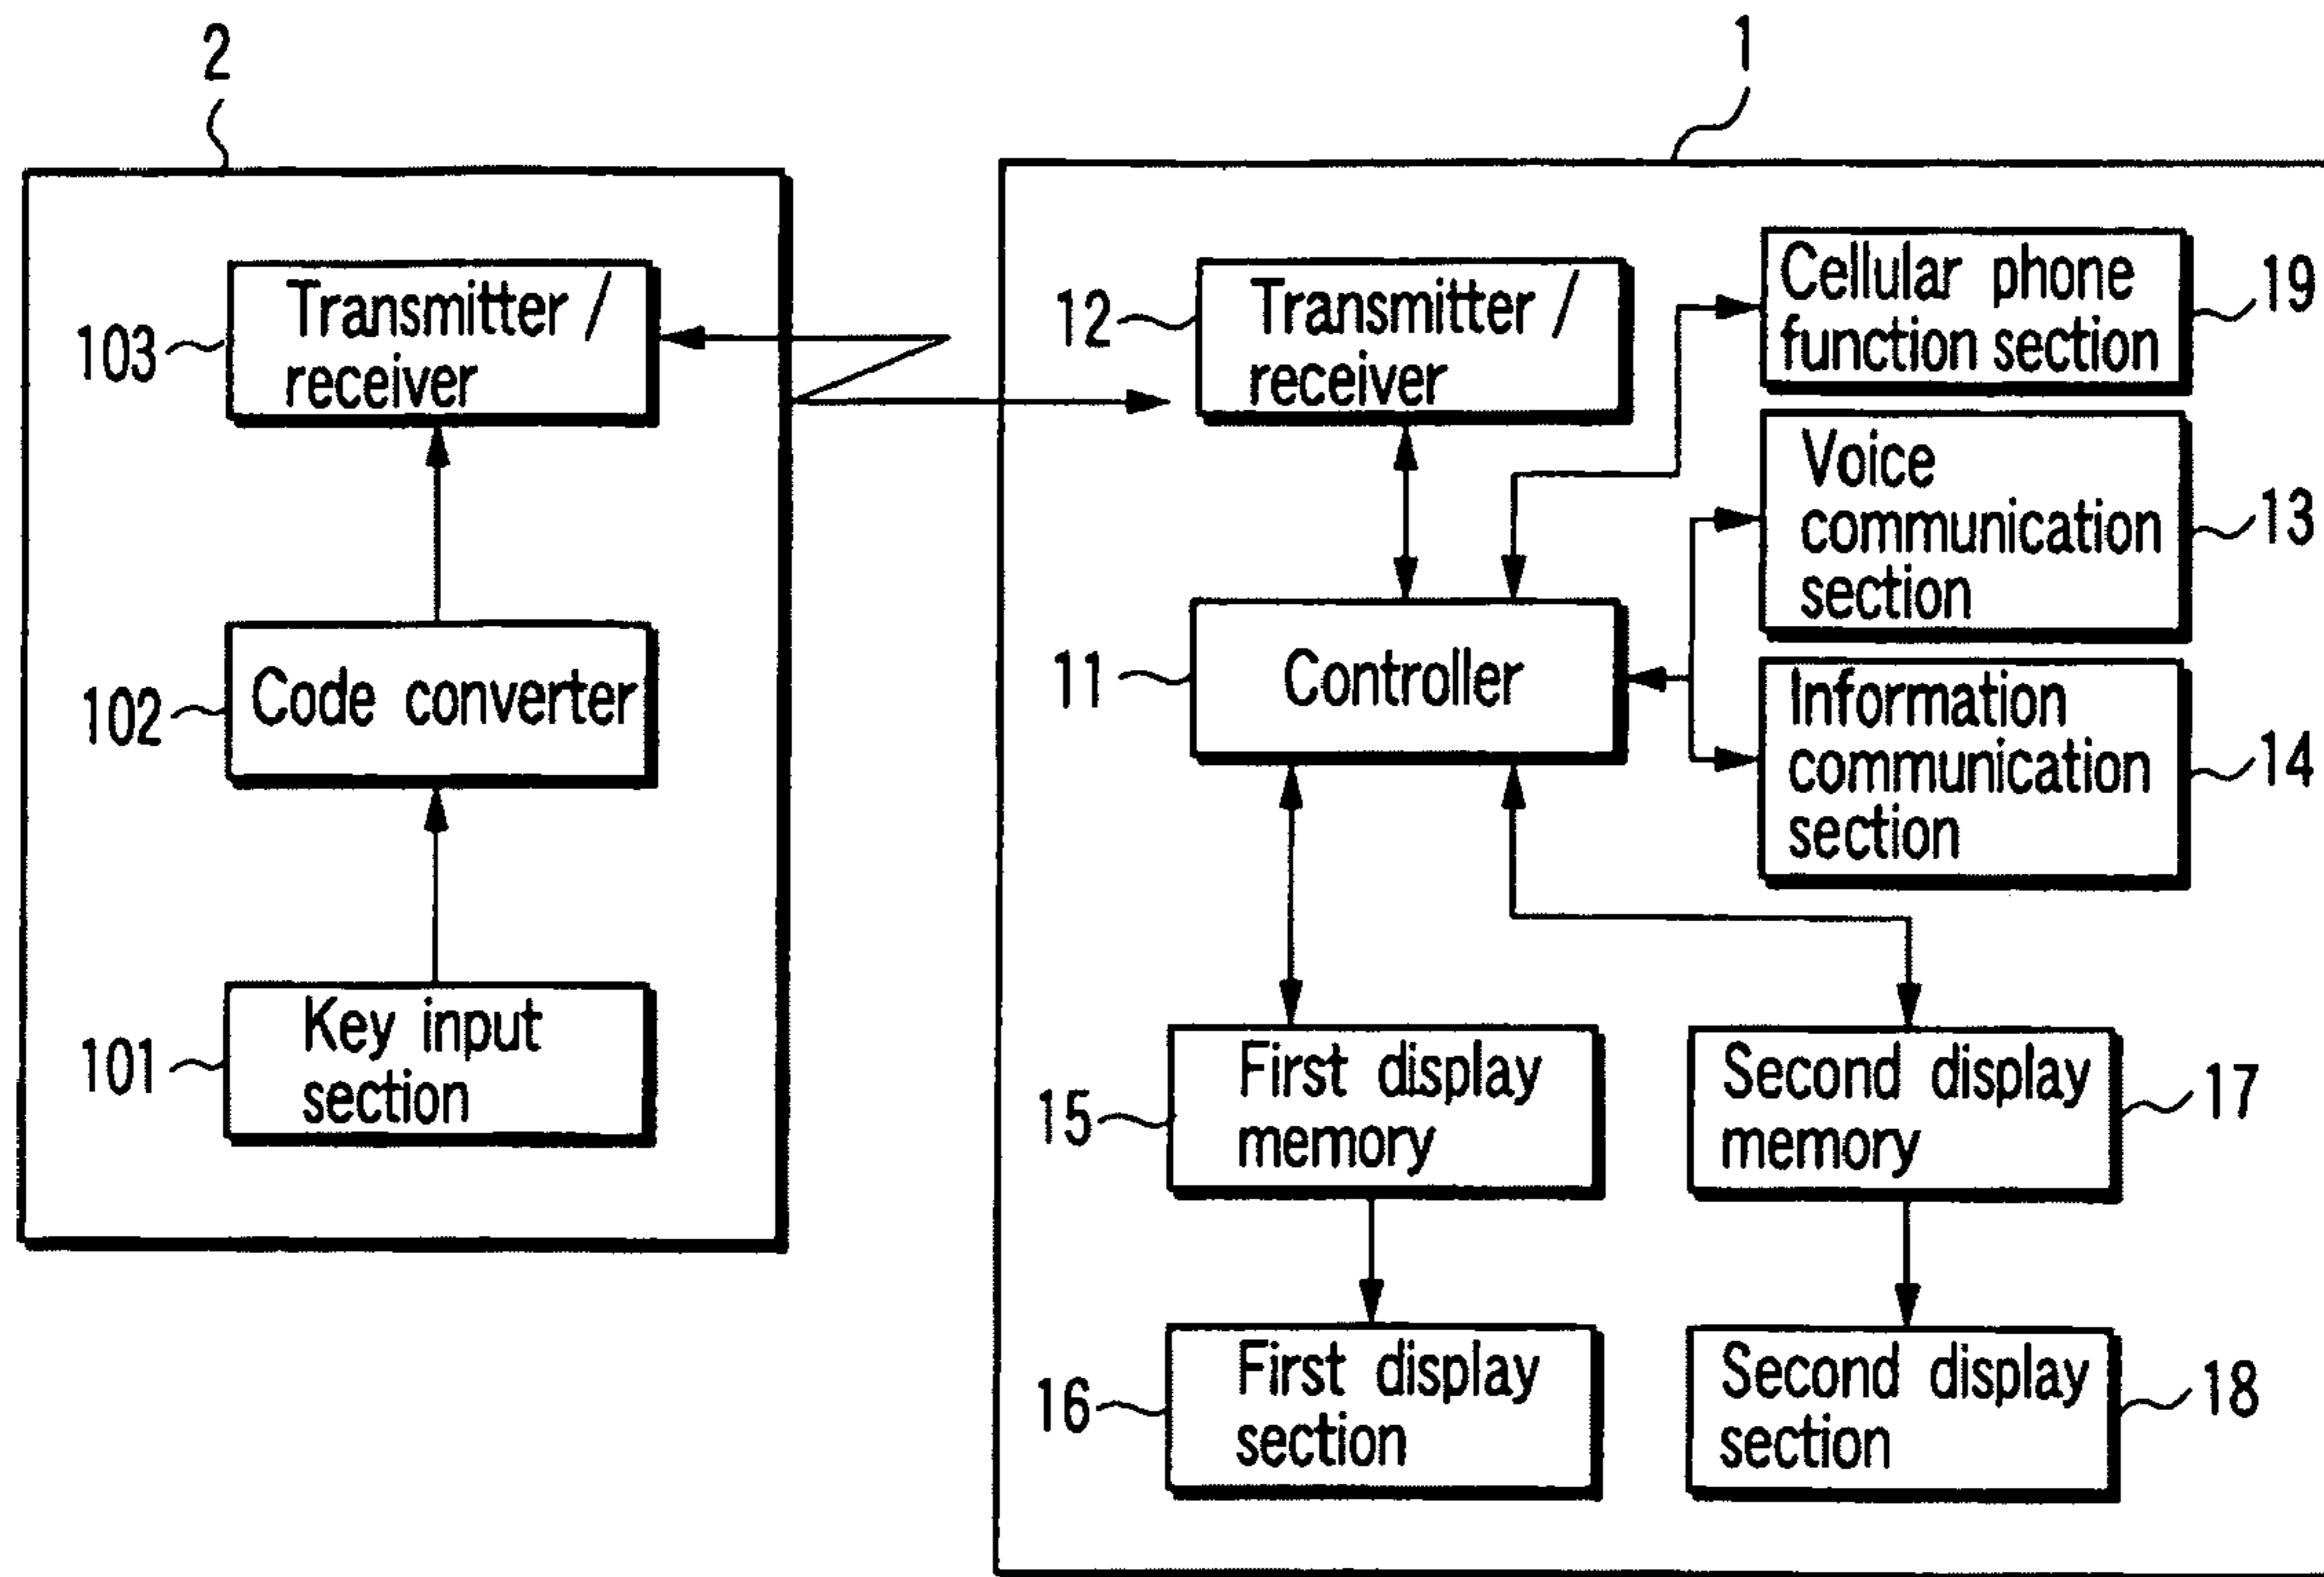 2
1
103
Transmitter /
receiver
102
Code converter
101
Key input
section
12
Transmitter /
receiver
Cellular phone
function section
19
Voice
communication
section
13
11
Controller
Information
communication
section
14
15
First display
memory
Second display
memory
17
16
First display
section
Second display
section
18